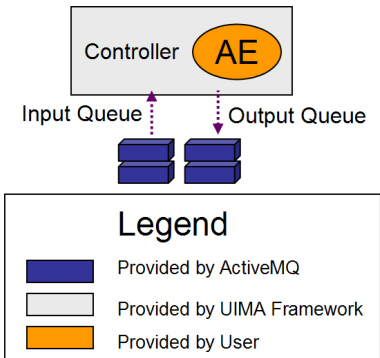 Controller
AE
Input Queue
Output Queue
Legend
Provided by ActiveMQ
Provided by UIMA Framework
Provided by User